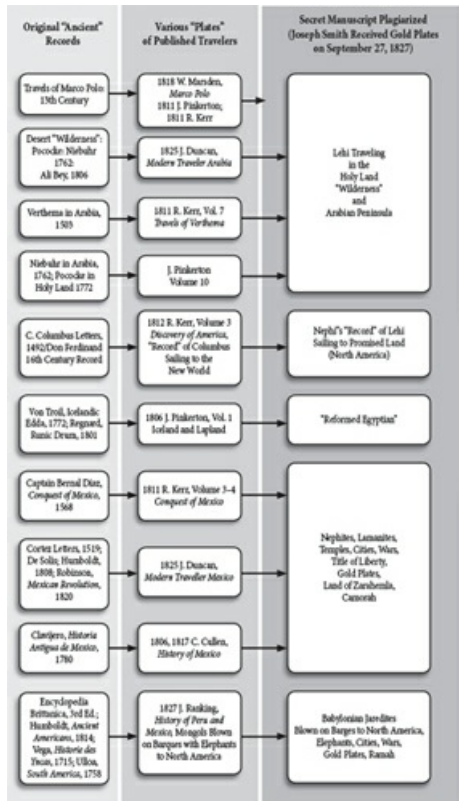 Original "Ancient"
Records
Various "Plates"
of Published Travelers
Secret Manuscript Plagiarized
(Joseph Smith Received Gold Plates
on September 27, 1827)
Travels of Marco Polo:
13th Century
1818 W. Marsden,
Marco Polo
1811 J. Pinkerton;
1811 R. Kerr
Desert "Wilderness":
Pococke: Niebuhr
1762:
Ali Bey, 1806
1825 J. Duncan,
Modern Traveler Arabia
Verthema in Arabia,
1503
1811 R. Kerr, Vol. 7
Travels of Verthema
Niebuhr in Arabia,
1762; Pococke in
Holy Land 1772
J. Pinkerton
Volume 10
Lehi Traveling
in the
Holy Land
"Wilderness"
and
Arabian Peninsula
C. Columbus Letters,
1492/Don Ferdinand
16th Century Record
1812 R. Kerr, Volume 3
Discovery of America,
"Record" of Columbus
Sailing to the
New World
Nephi's "Record" of Lehi
Sailing to Promised Land
(North America)
Von Troil, Icelandic
Edda, 1772; Regnard,
Runic Drum, 1801
1806 J. Pinkerton, Vol. 1
Iceland and Lapland
"Reformed Egyptian"
Captain Bernal Diaz,
Conquest of Mexico,
1568
1811 R. Kerr, Volume 3–4
Conquest of Mexico
Cortez Letters, 1519;
De Solis; Humboldt,
1808; Robinson,
Mexican Revolution,
1820
1825 J. Duncan,
Modern Traveller Mexico
Clavijero, Historia
Antigua de Mexico,
1780
1806, 1817 C. Cullen,
History of Mexico
Nephites, Lamanites,
Temples, Cities, Wars,
Title of Liberty,
Gold Plates,
Land of Zarahemla,
Camorah
Encyclopedia
Brittanica, 3ed Ed.;
Humboldt, Ancient
Americans, 1814;
Vega, Historie des
Yncas, 1715; Ulloa,
South America, 1758
1827 J. Ranking,
History of Peru and
Mexico, Mongols Blown
on Barques with Elephants
to North America
Babylonian Jaredites
Blown on Barges to North America,
Elephants, Cities, Wars,
Gold Plates, Ramah